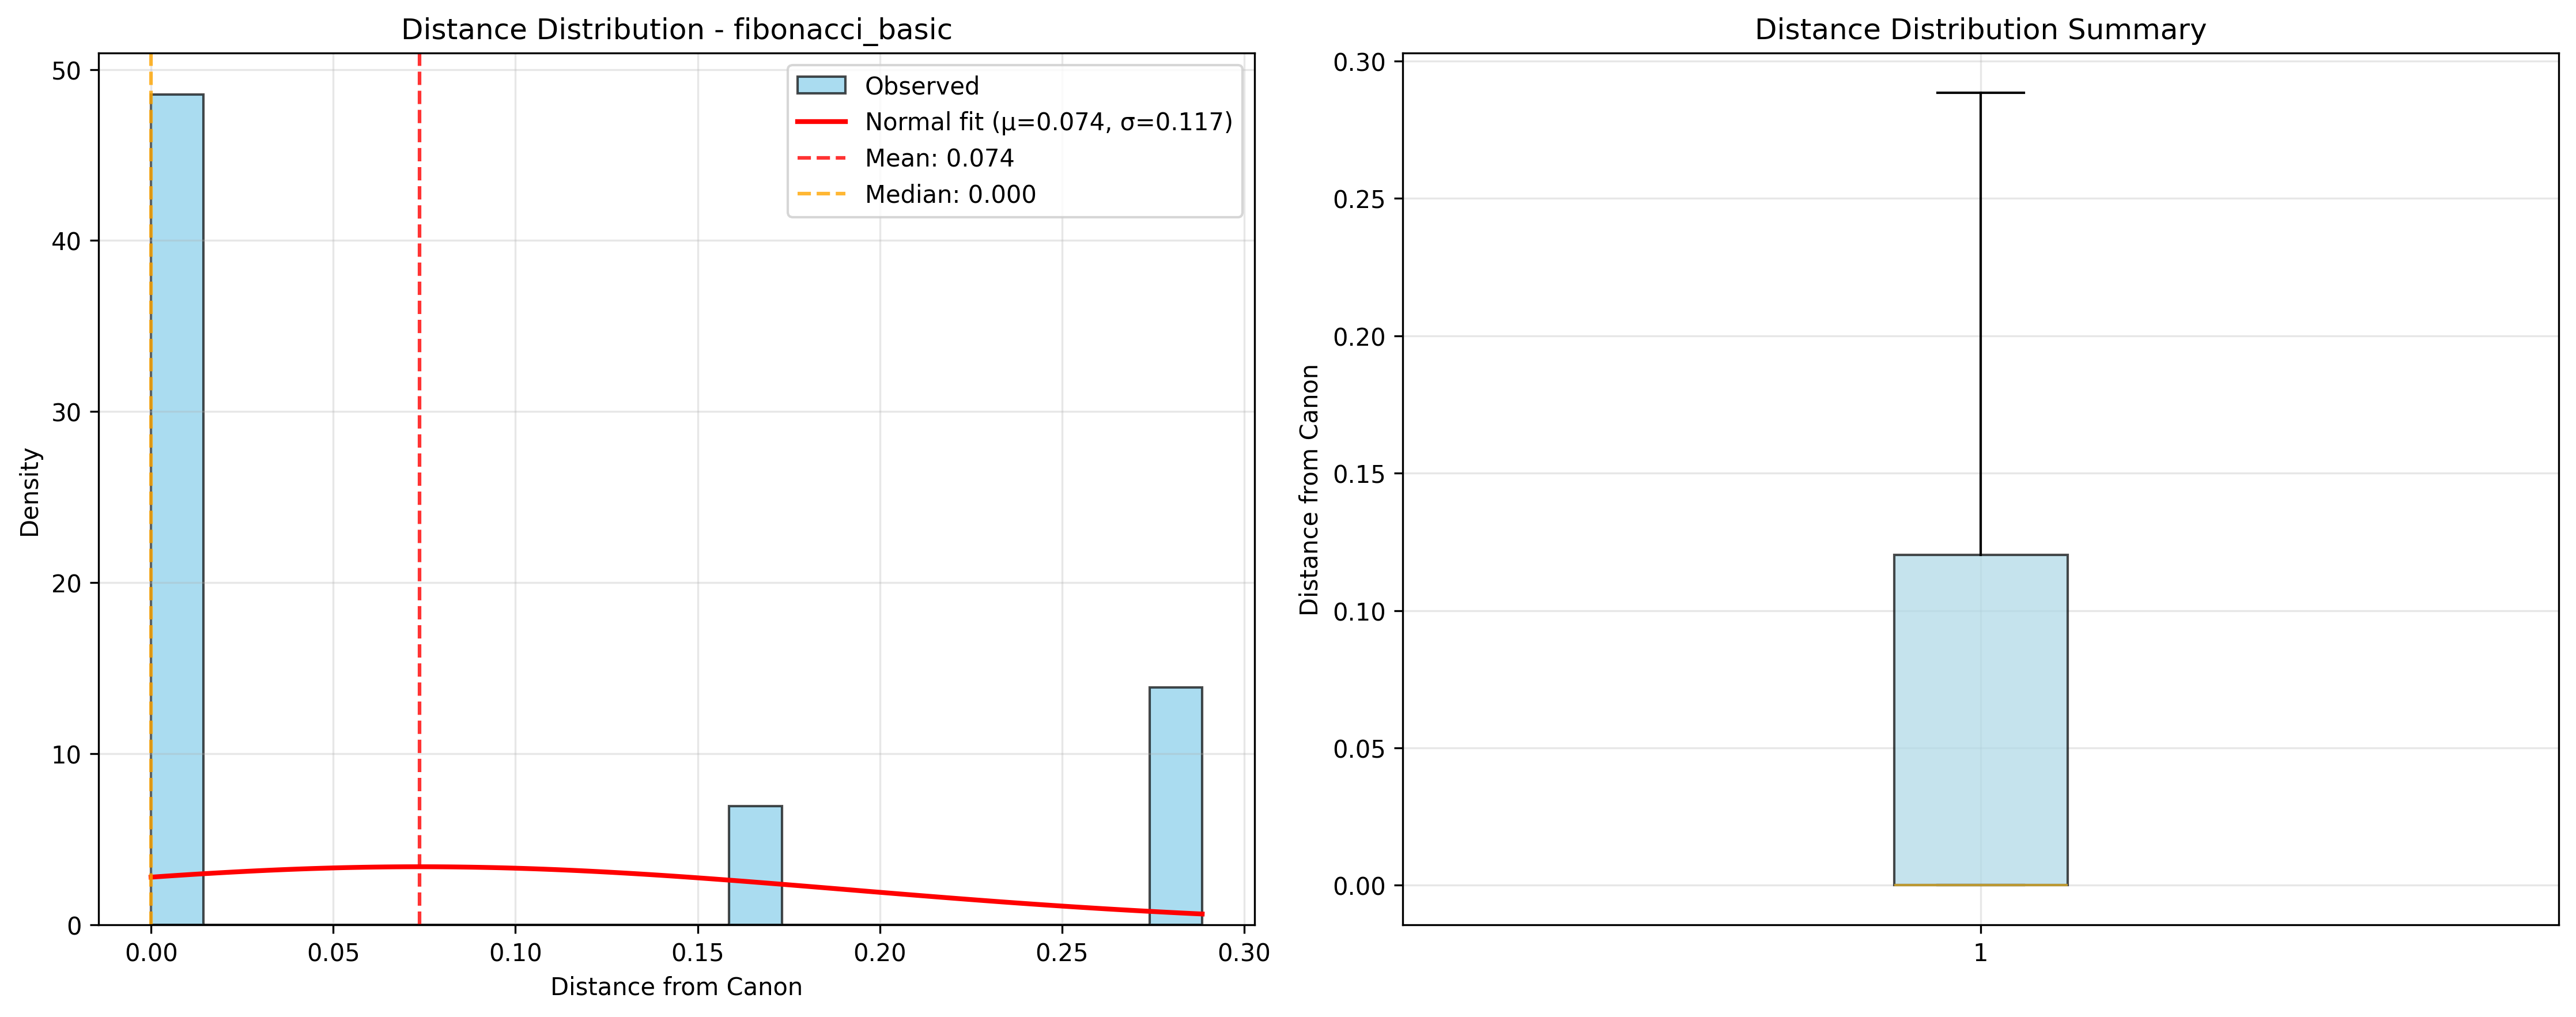 Distance Distribution - fibonacci_basic
50
40
30
20
10
0
Density
0.00 0.05 0.10 0.15 0.20 0.25 0.30
Distance from Canon
Observed
Normal fit (μ=0.074, σ=0.117)
Mean: 0.074
Median: 0.000
Distance Distribution Summary
0.30
0.25
0.20
0.15
0.10
0.05
0.00
Distance from Canon
1